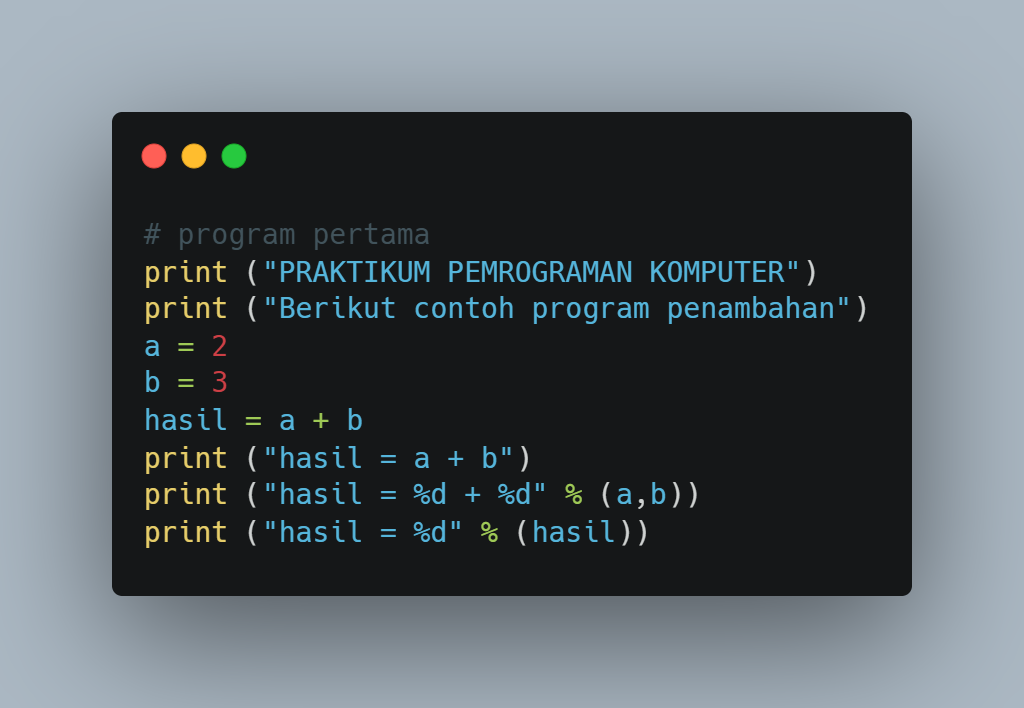 # program pertama
print ("PRAKTIKUM PEMROGRAMAN KOMPUTER")
print ("Berikut contoh program penambahan")
a = 2
b = 3
hasil = a + b
print ("hasil = a + b")
print ("hasil = %d + %d" % (a,b))
print ("hasil = %d" % (hasil))